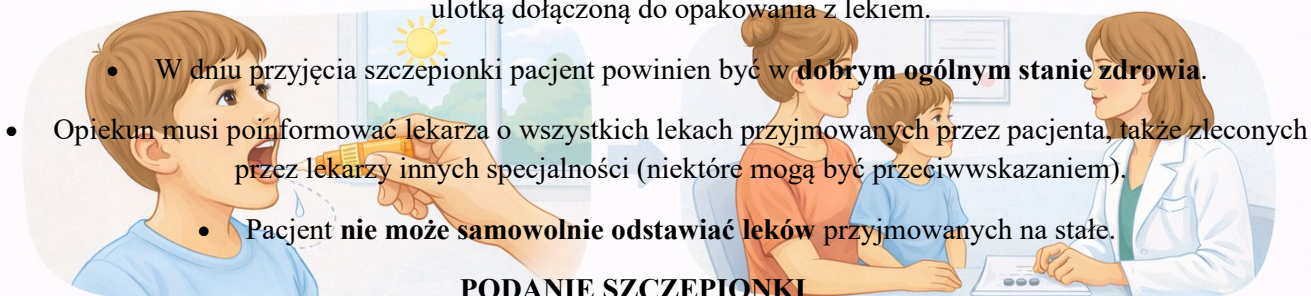 ulotką dołączoną do opakowania z lekiem.
• W dniu przyjęcia szczepionki pacjent powinien być w dobrym ogólnym stanie zdrowia.
• Opiekun musi poinformować lekarza o wszystkich lekach przyjmowanych przez pacjenta, także zleconych
przez lekarzy innych specjalności (niektóre mogą być przeciwwskazaniem).
• Pacjent nie może samowolnie odstawiać leków przyjmowanych na stałe.
PODANIE SZCZEPIONKI